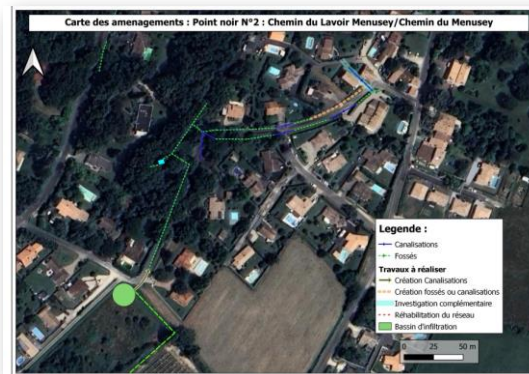 Carte des amenagements : Point noir N°2 : Chemin du Lavoir Menusey/Chemin du Menusey
Legende :
Canalisations
Fossés
Travaux à réaliser
Création Canalisations
Création fossés ou canalisations
Investigation complémentaire
Réhabilitation du réseau
Bassin d'infiltration
0 25 50 m